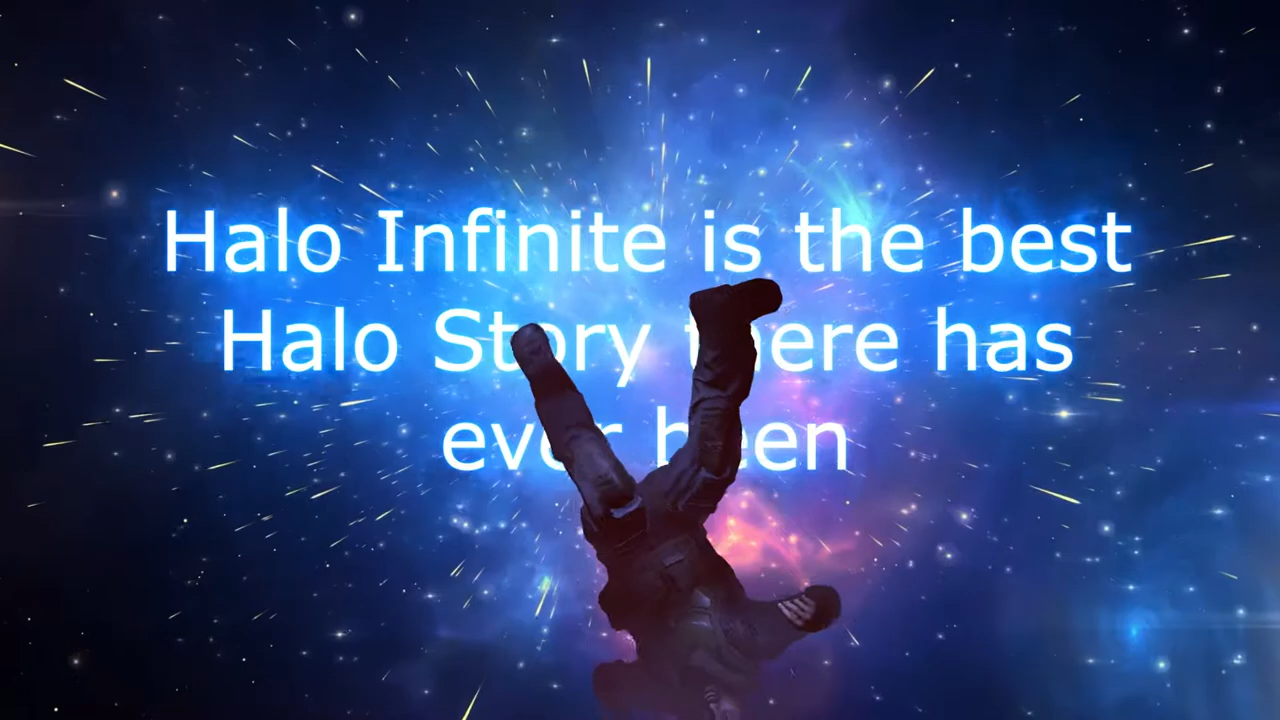 Halo Infinite is the best
Halo Story there has
ever been